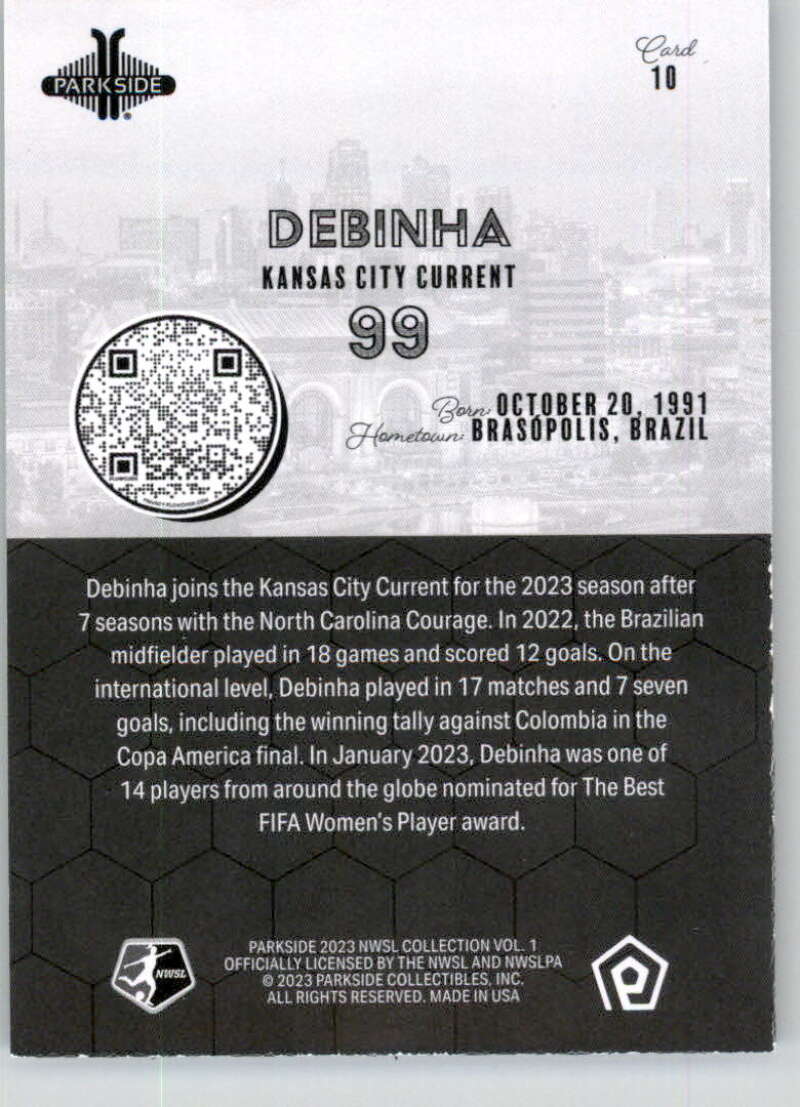 PARKSIDE
Card
10
DEBINHA
KANSAS CITY CURRENT
99
Born: OCTOBER 20, 1991
Hometown: BRASÓPOLIS, BRAZIL
Debinha joins the Kansas City Current for the 2023 season after
7 seasons with the North Carolina Courage. In 2022, the Brazilian
midfielder played in 18 games and scored 12 goals. On the
international level, Debinha played in 17 matches and 7 seven
goals, including the winning tally against Colombia in the
Copa America final. In January 2023, Debinha was one of
14 players from around the globe nominated for The Best
FIFA Women's Player award.
NWSL
PARKSIDE 2023 NWSL COLLECTION VOL. 1
OFFICIALLY LICENSED BY THE NWSL AND NWSLPA
© 2023 PARKSIDE COLLECTIBLES, INC.
ALL RIGHTS RESERVED. MADE IN USA